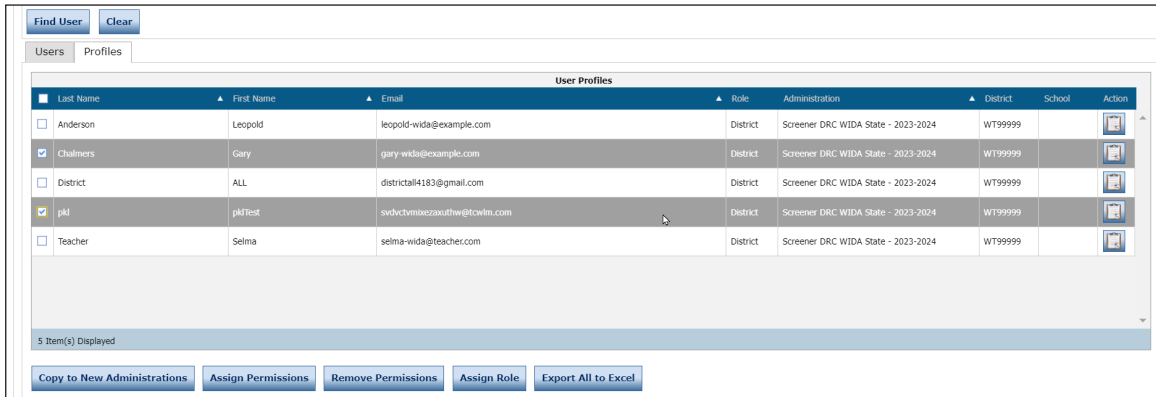 Find User Clear
Users Profiles
User Profiles
Last Name First Name Email Role Administration District School Action
Anderson Leopold leopold-wida@example.com District Screener DRC WIDA State - 2023-2024 WT99999
Chalmers Gary gary-wida@example.com District Screener DRC WIDA State - 2023-2024 WT99999
District ALL districtall4183@gmail.com District Screener DRC WIDA State - 2023-2024 WT99999
pkl pklTest svdvctvmixezaxuthw@tcwlm.com District Screener DRC WIDA State - 2023-2024 WT99999
Teacher Selma selma-wida@teacher.com District Screener DRC WIDA State - 2023-2024 WT99999
5 Item(s) Displayed
Copy to New Administrations Assign Permissions Remove Permissions Assign Role Export All to Excel